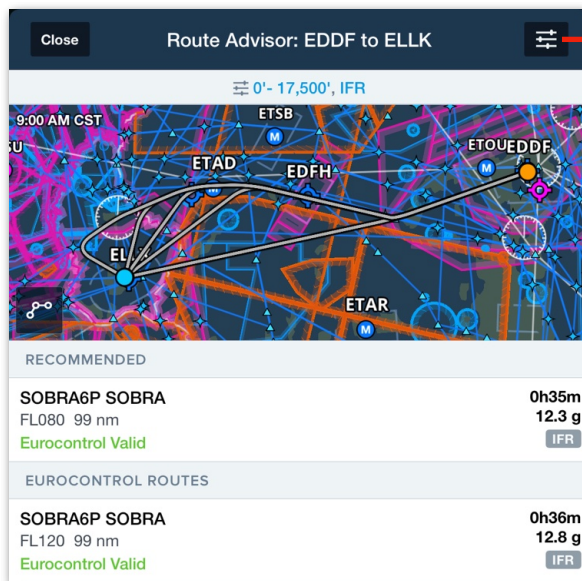 Close
Route Advisor: EDDF to ELLK
0'- 17,500', IFR
9:00 AM CST
ETSB
M
SU
ETOU
EDDF
M
ETAD
EDFH
M
EL
ETAR
M
RECOMMENDED
SOBRA6P SOBRA
0h35m
FL080 99 nm
12.3 g
Eurocontrol Valid
IFR
EUROCONTROL ROUTES
SOBRA6P SOBRA
0h36m
FL120 99 nm
12.8 g
Eurocontrol Valid
IFR